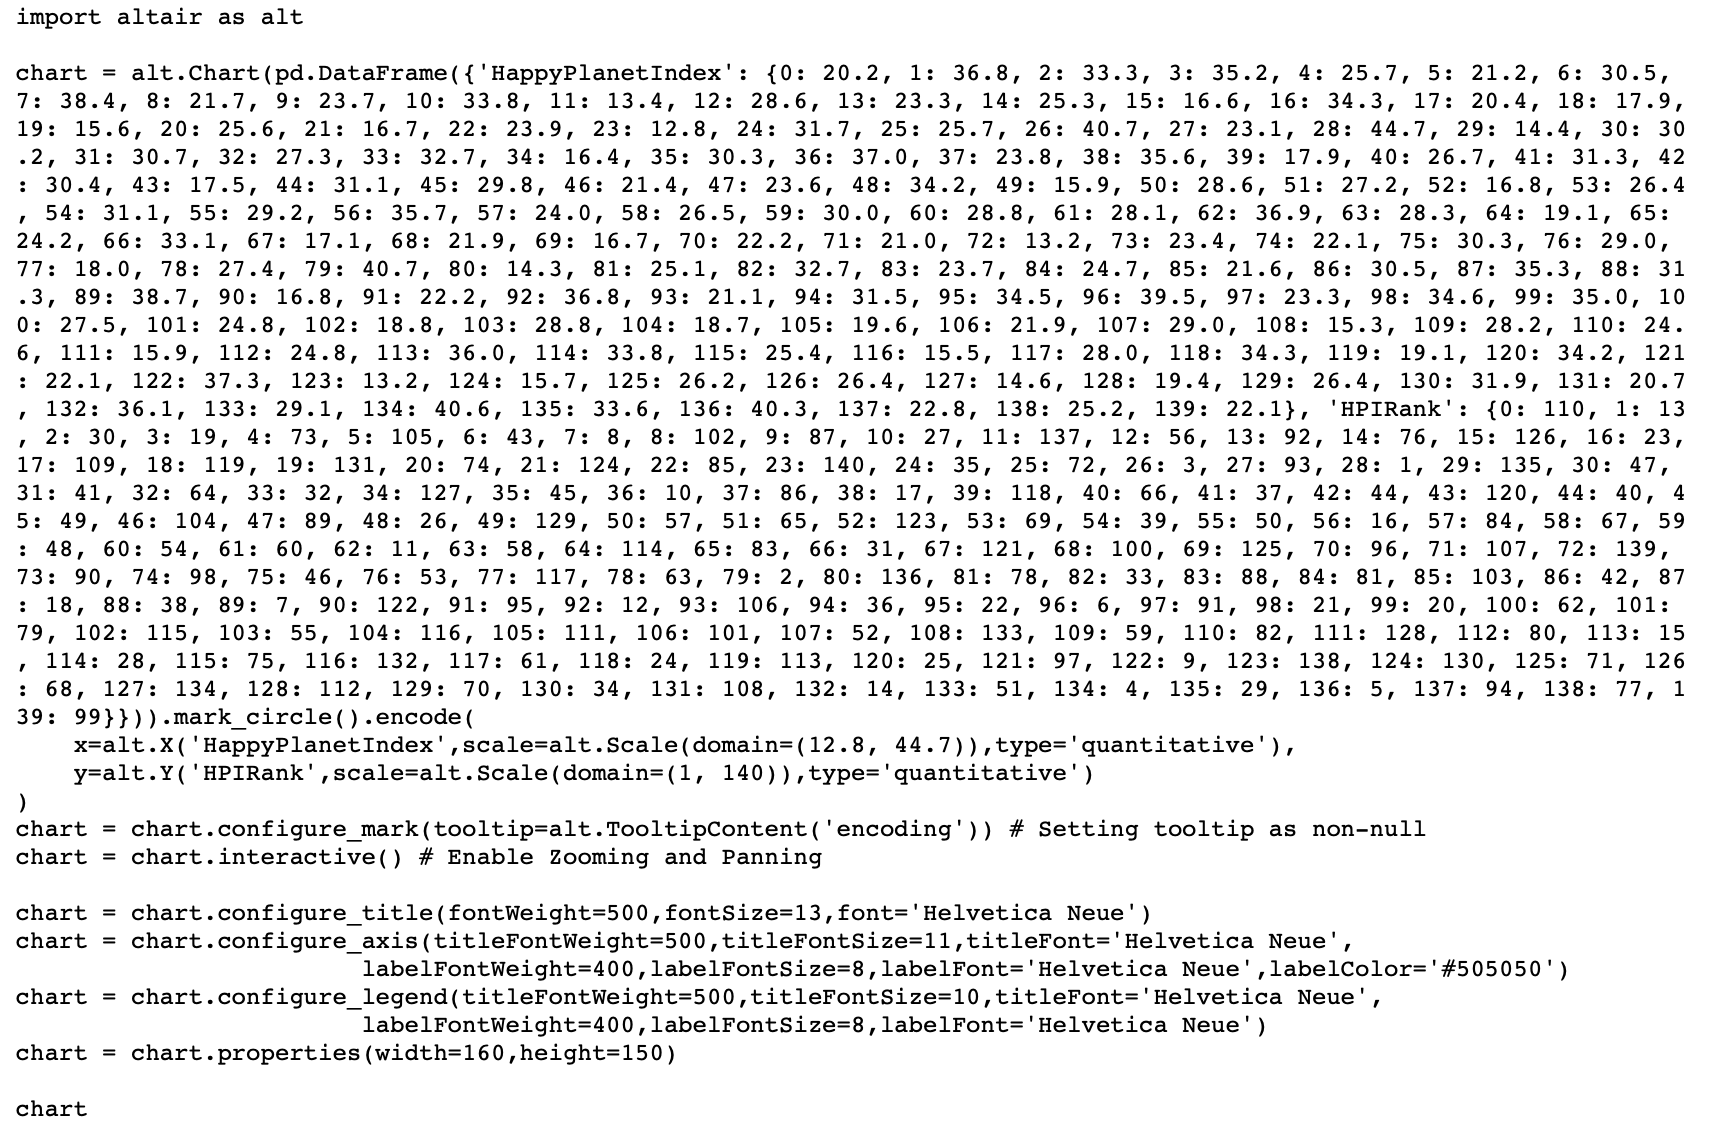 import altair as alt
chart = alt.Chart(pd.DataFrame({'HappyPlanetIndex': {0: 20.2, 1: 36.8, 2: 33.3, 3: 35.2, 4: 25.7, 5: 21.2, 6: 30.5,
7: 38.4, 8: 21.7, 9: 23.7, 10: 33.8, 11: 13.4, 12: 28.6, 13: 23.3, 14: 25.3, 15: 16.6, 16: 34.3, 17: 20.4, 18: 17.9,
19: 15.6, 20: 25.6, 21: 16.7, 22: 23.9, 23: 12.8, 24: 31.7, 25: 25.7, 26: 40.7, 27: 23.1, 28: 44.7, 29: 14.4, 30: 30
.2, 31: 30.7, 32: 27.3, 33: 32.7, 34: 16.4, 35: 30.3, 36: 37.0, 37: 23.8, 38: 35.6, 39: 17.9, 40: 26.7, 41: 31.3, 42
: 30.4, 43: 17.5, 44: 31.1, 45: 29.8, 46: 21.4, 47: 23.6, 48: 34.2, 49: 15.9, 50: 28.6, 51: 27.2, 52: 16.8, 53: 26.4
, 54: 31.1, 55: 29.2, 56: 35.7, 57: 24.0, 58: 26.5, 59: 30.0, 60: 28.8, 61: 28.1, 62: 36.9, 63: 28.3, 64: 19.1, 65:
24.2, 66: 33.1, 67: 17.1, 68: 21.9, 69: 16.7, 70: 22.2, 71: 21.0, 72: 13.2, 73: 23.4, 74: 22.1, 75: 30.3, 76: 29.0,
77: 18.0, 78: 27.4, 79: 40.7, 80: 14.3, 81: 25.1, 82: 32.7, 83: 23.7, 84: 24.7, 85: 21.6, 86: 30.5, 87: 35.3, 88: 31
.3, 89: 38.7, 90: 16.8, 91: 22.2, 92: 36.8, 93: 21.1, 94: 31.5, 95: 34.5, 96: 39.5, 97: 23.3, 98: 34.6, 99: 35.0, 10
0: 27.5, 101: 24.8, 102: 18.8, 103: 28.8, 104: 18.7, 105: 19.6, 106: 21.9, 107: 29.0, 108: 15.3, 109: 28.2, 110: 24.
6, 111: 15.9, 112: 24.8, 113: 36.0, 114: 33.8, 115: 25.4, 116: 15.5, 117: 28.0, 118: 34.3, 119: 19.1, 120: 34.2, 121
: 22.1, 122: 37.3, 123: 13.2, 124: 15.7, 125: 26.2, 126: 26.4, 127: 14.6, 128: 19.4, 129: 26.4, 130: 31.9, 131: 20.7
, 132: 36.1, 133: 29.1, 134: 40.6, 135: 33.6, 136: 40.3, 137: 22.8, 138: 25.2, 139: 22.1}, 'HPIRank': {0: 110, 1: 13
, 2: 30, 3: 19, 4: 73, 5: 105, 6: 43, 7: 8, 8: 102, 9: 87, 10: 27, 11: 137, 12: 56, 13: 92, 14: 76, 15: 126, 16: 23,
17: 109, 18: 119, 19: 131, 20: 74, 21: 124, 22: 85, 23: 140, 24: 35, 25: 72, 26: 3, 27: 93, 28: 1, 29: 135, 30: 47,
31: 41, 32: 64, 33: 32, 34: 127, 35: 45, 36: 10, 37: 86, 38: 17, 39: 118, 40: 66, 41: 37, 42: 44, 43: 120, 44: 40, 4
5: 49, 46: 104, 47: 89, 48: 26, 49: 129, 50: 57, 51: 65, 52: 123, 53: 69, 54: 39, 55: 50, 56: 16, 57: 84, 58: 67, 59
: 48, 60: 54, 61: 60, 62: 11, 63: 58, 64: 114, 65: 83, 66: 31, 67: 121, 68: 100, 69: 125, 70: 96, 71: 107, 72: 139,
73: 90, 74: 98, 75: 46, 76: 53, 77: 117, 78: 63, 79: 2, 80: 136, 81: 78, 82: 33, 83: 88, 84: 81, 85: 103, 86: 42, 87
: 18, 88: 38, 89: 7, 90: 122, 91: 95, 92: 12, 93: 106, 94: 36, 95: 22, 96: 6, 97: 91, 98: 21, 99: 20, 100: 62, 101:
79, 102: 115, 103: 55, 104: 116, 105: 111, 106: 101, 107: 52, 108: 133, 109: 59, 110: 82, 111: 128, 112: 80, 113: 15
, 114: 28, 115: 75, 116: 132, 117: 61, 118: 24, 119: 113, 120: 25, 121: 97, 122: 9, 123: 138, 124: 130, 125: 71, 126
: 68, 127: 134, 128: 112, 129: 70, 130: 34, 131: 108, 132: 14, 133: 51, 134: 4, 135: 29, 136: 5, 137: 94, 138: 77, 1
39: 99}})).mark_circle().encode(
    x=alt.X('HappyPlanetIndex',scale=alt.Scale(domain=(12.8, 44.7)),type='quantitative'),
    y=alt.Y('HPIRank',scale=alt.Scale(domain=(1, 140)),type='quantitative')
)
chart = chart.configure_mark(tooltip=alt.TooltipContent('encoding')) # Setting tooltip as non-null
chart = chart.interactive() # Enable Zooming and Panning
chart = chart.configure_title(fontWeight=500,fontSize=13,font='Helvetica Neue')
chart = chart.configure_axis(titleFontWeight=500,titleFontSize=11,titleFont='Helvetica Neue',
                        labelFontWeight=400,labelFontSize=8,labelFont='Helvetica Neue',labelColor='#505050')
chart = chart.configure_legend(titleFontWeight=500,titleFontSize=10,titleFont='Helvetica Neue',
                        labelFontWeight=400,labelFontSize=8,labelFont='Helvetica Neue')
chart = chart.properties(width=160,height=150)
chart